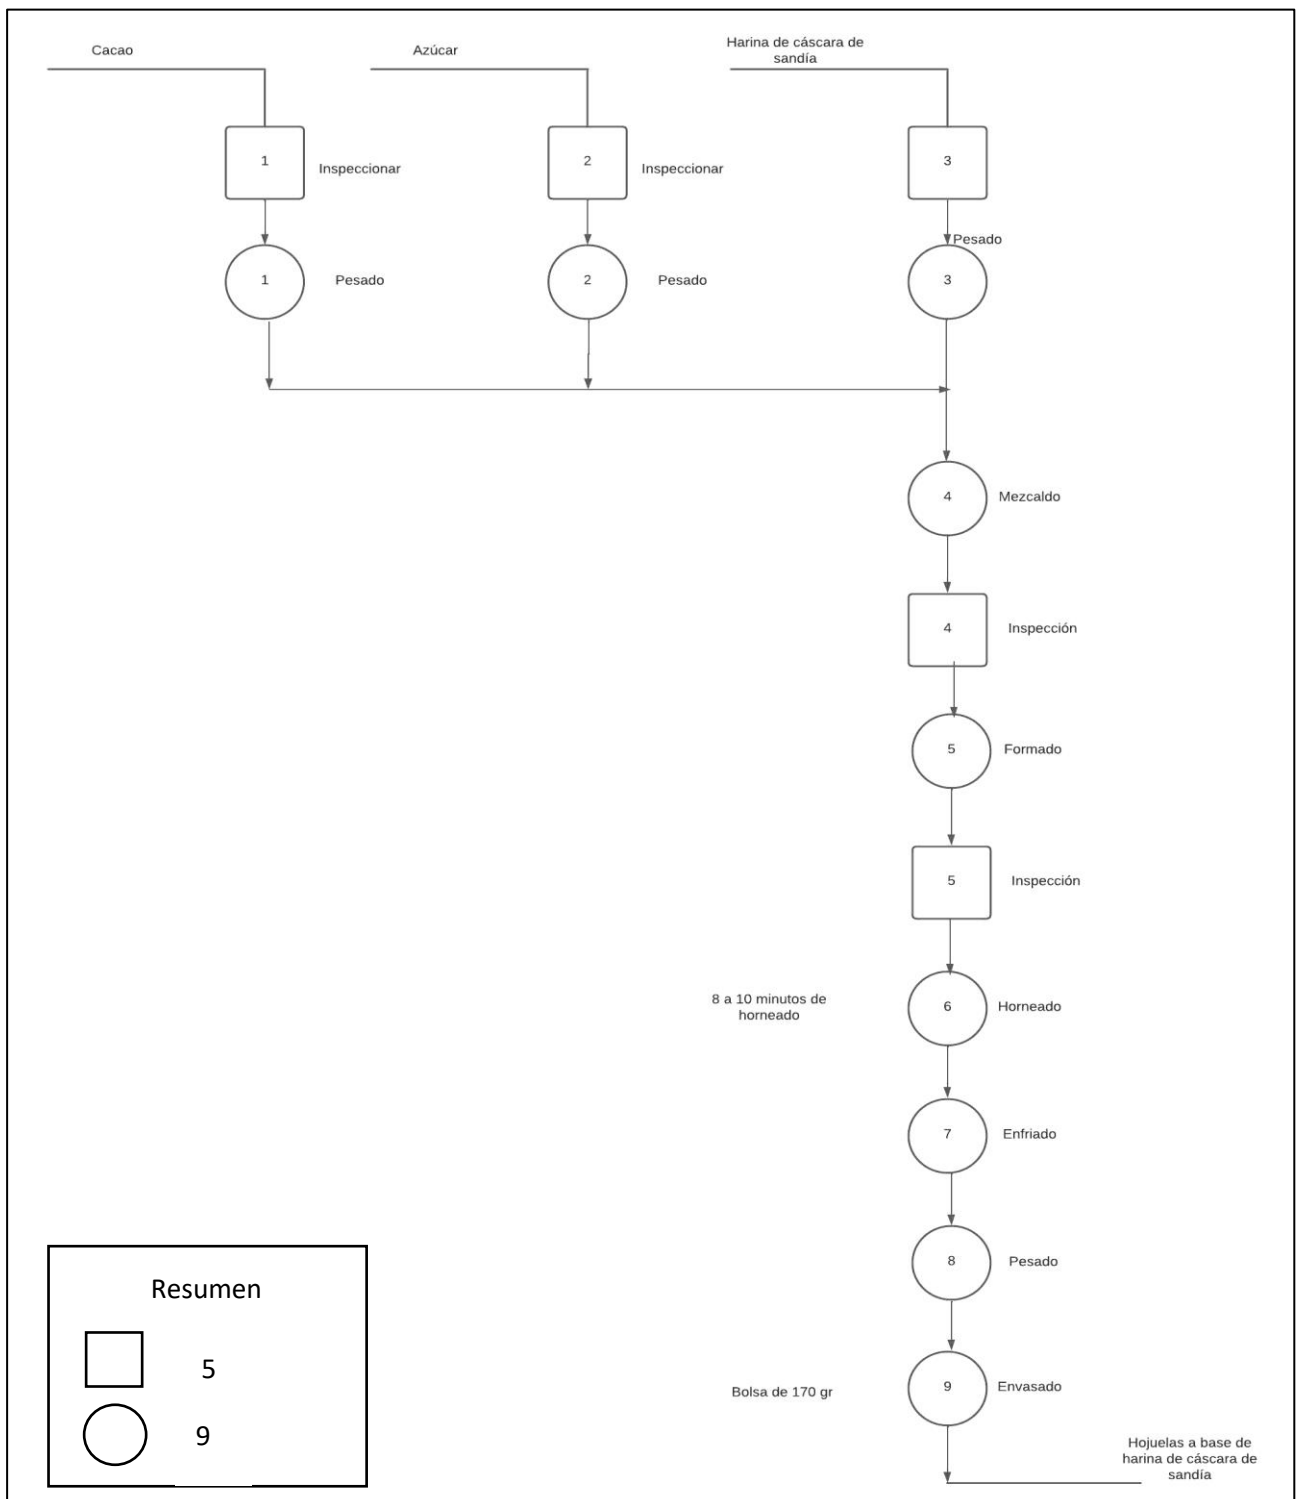 Cacao
Azúcar
Harina de cáscara de
sandía
1
Inspeccionar
2
Inspeccionar
3
1
Pesado
2
Pesado
Pesado
3
4
Mezcaldo
4
Inspección
5
Formado
5
Inspección
8 a 10 minutos de
horneado
6
Horneado
7
Enfriado
8
Pesado
Bolsa de 170 gr
9
Envasado
Hojuelas a base de
harina de cáscara de
sandía
Resumen
5
9